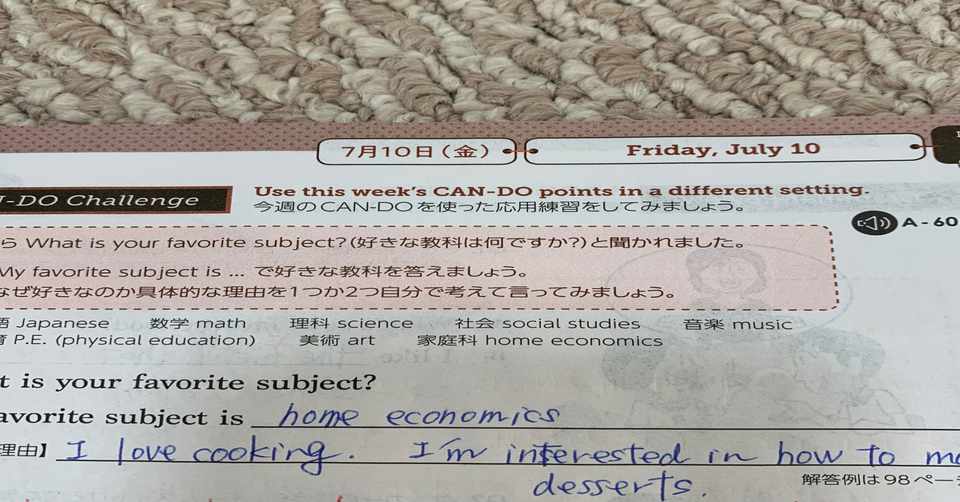 7月10日(金)
Friday, July 10
-DO Challenge
Use this week's CAN-DO points in a different setting.
今週のCAN-DOを使った応用練習をしてみましょう。
A-60
ら What is your favorite subject?(好きな教科は何ですか?)と聞かれました。
My favorite subject is ... で好きな教科を答えましょう。
なぜ好きなのか具体的な理由を1つか2つ自分で考えて言ってみましょう。
語 Japanese 数学 math 理科 science 社会 social studies 音楽 music
育 P.E. (physical education) 美術 art 家庭科 home economics
t is your favorite subject?
avorite subject is home economics
理由】 I love cooking. I'm interested in how to
desserts.
解答例は98ペー